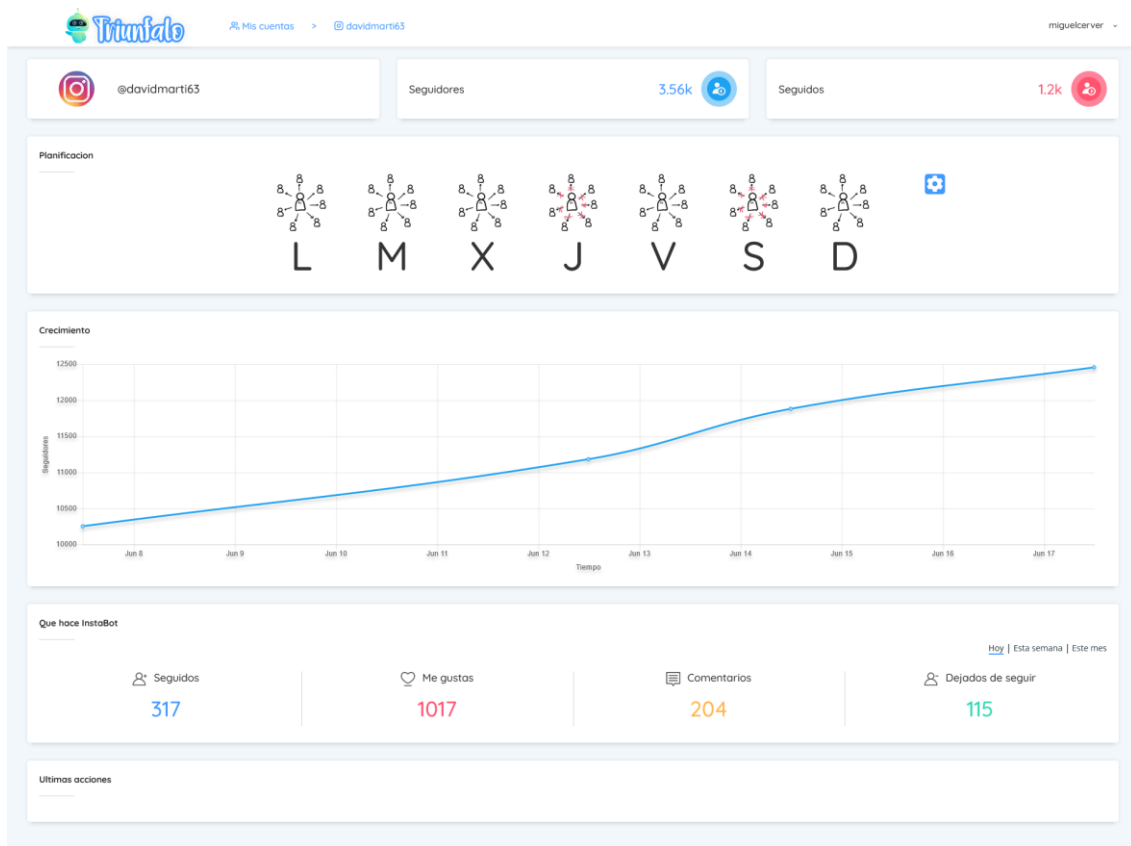 Triunfalo
Mis cuentas > davidmarti63
miguelcerver
@davidmarti63
Seguidores 3.56k
Seguidos 1.2k
Planificacion
L M X J V S D
Crecimiento
12500
12000
11500
11000
10500
10000
Seguidores
Jun 8 Jun 9 Jun 10 Jun 11 Jun 12 Jun 13 Jun 14 Jun 15 Jun 16 Jun 17
Tiempo
Que hace InstaBot
Hoy | Esta semana | Este mes
Seguidos Me gustas Comentarios Dejados de seguir
317 1017 204 115
Ultimas acciones